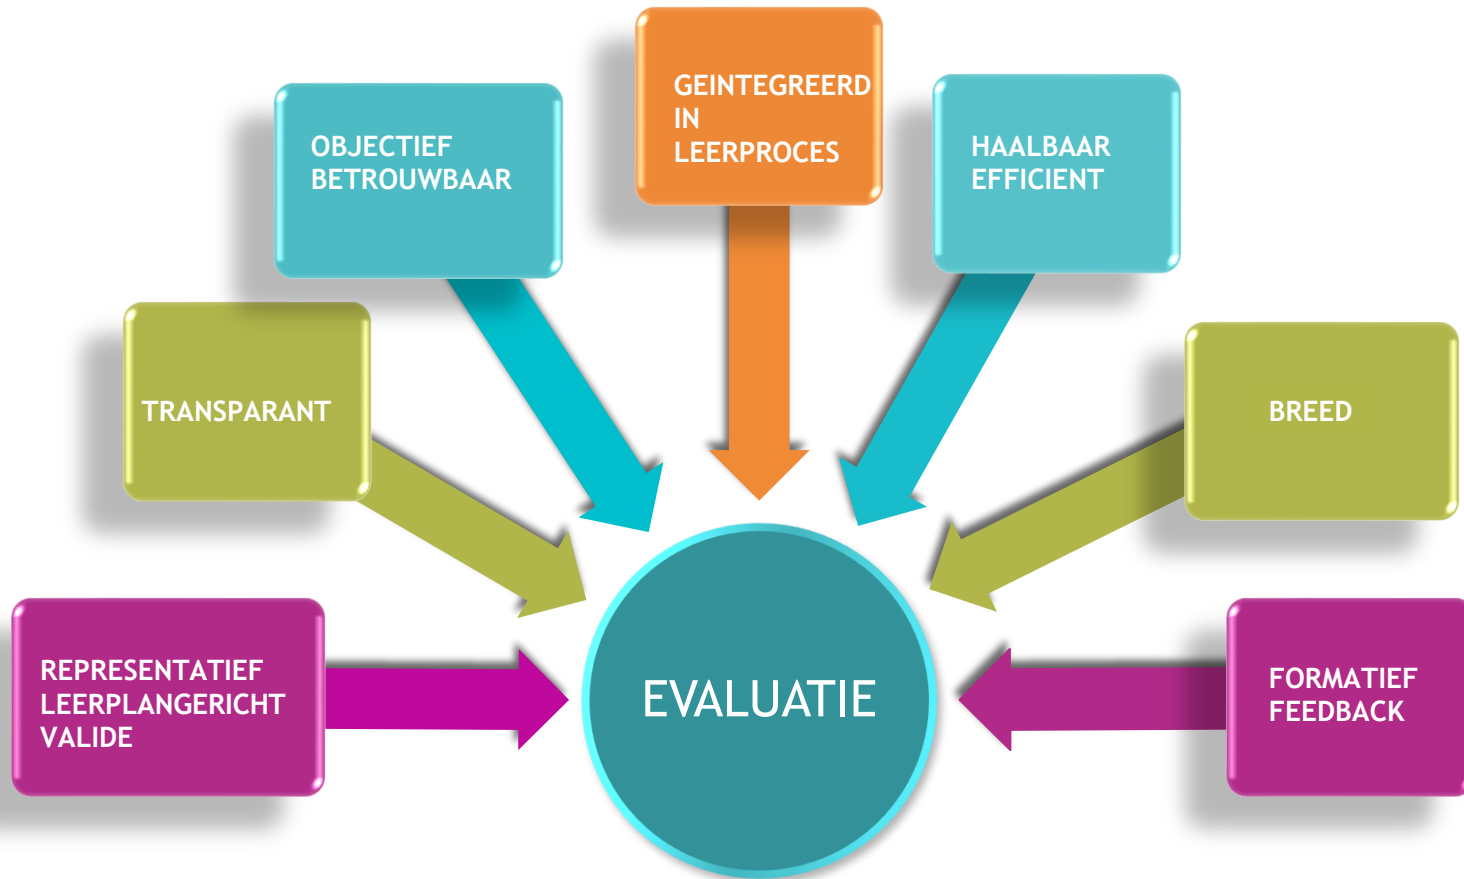 GEINTEGREERD
IN
LEERPROCES
OBJECTIEF
BETROUWBAAR
HAALBAAR
EFFICIENT
TRANSPARANT
BREED
REPRESENTATIEF
LEERPLANGERICHT
VALIDE
EVALUATIE
FORMATIEF
FEEDBACK